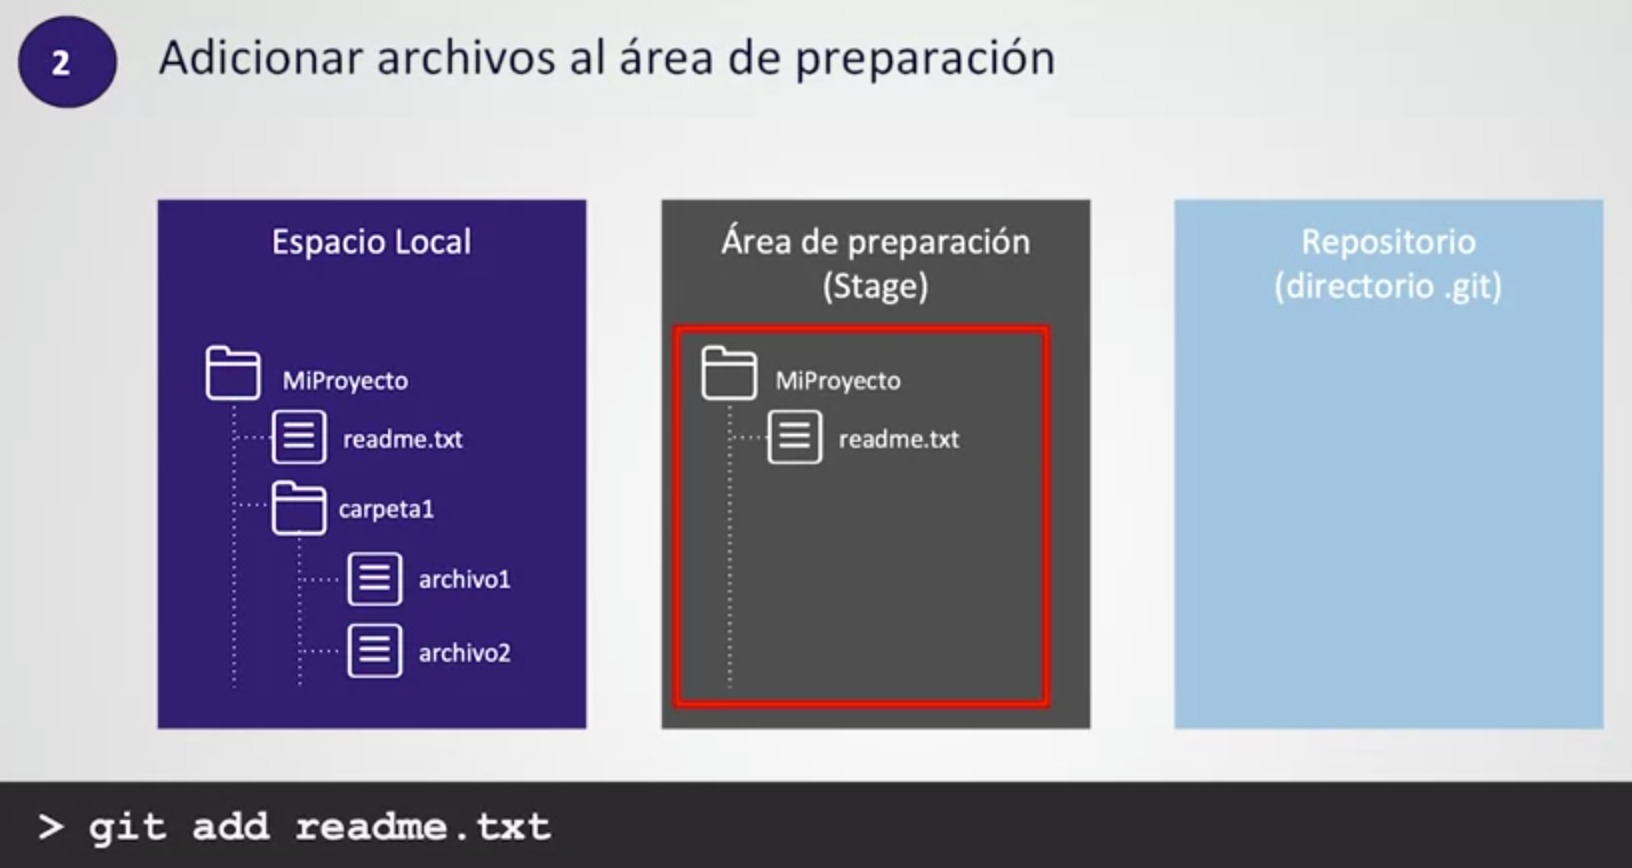 2
Adicionar archivos al área de preparación
Espacio Local
MiProyecto
readme.txt
carpeta1
archivo1
archivo2
Área de preparación
(Stage)
MiProyecto
readme.txt
Repositorio
(directorio .git)
> git add readme.txt